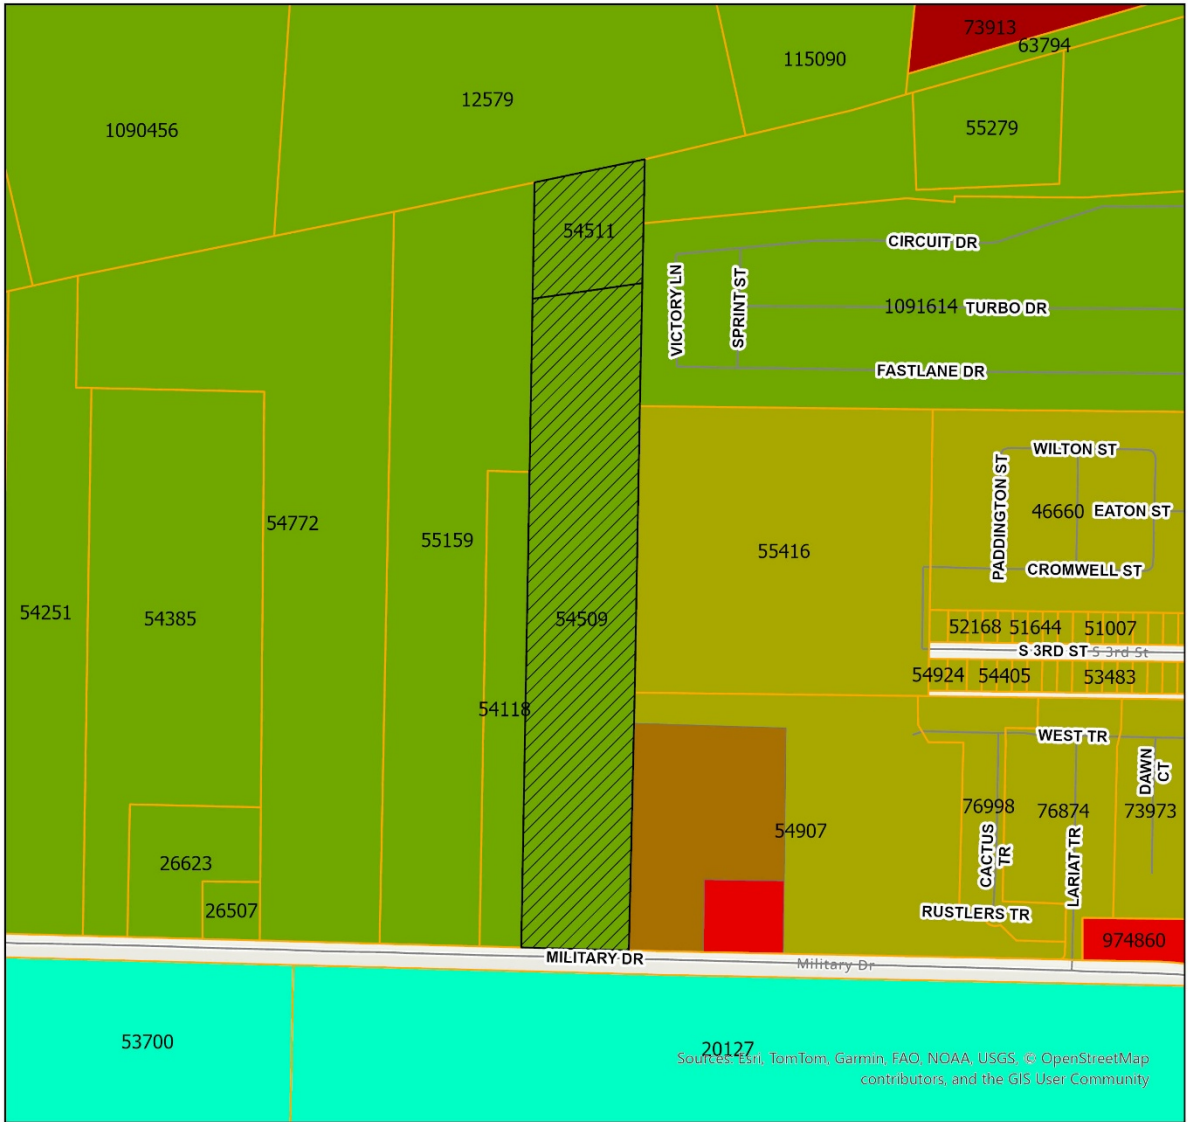 73913
63794
115090
12579
1090456
55279
54511
CIRCUIT DR
VICTORY LN
SPRINT ST
1091614 TURBO DR
FASTLANE DR
WILTON ST
PADDINGTON ST
46660 EATON ST
54772
55159
55416
CROMWELL ST
54251
54385
54509
52168 51644 51007
S 3RD ST S 3rd St
54924 54405 53483
54118
WEST TR
DAWN
CT
76998
76874
73973
54907
CACTUS
TR
LARIAT TR
26623
26507
RUSTLERS TR
974860
MILITARY DR
Military Dr
53700
20127
Sources: Esri, TomTom, Garmin, FAO, NOAA, USGS, © OpenStreetMap
contributors, and the GIS User Community